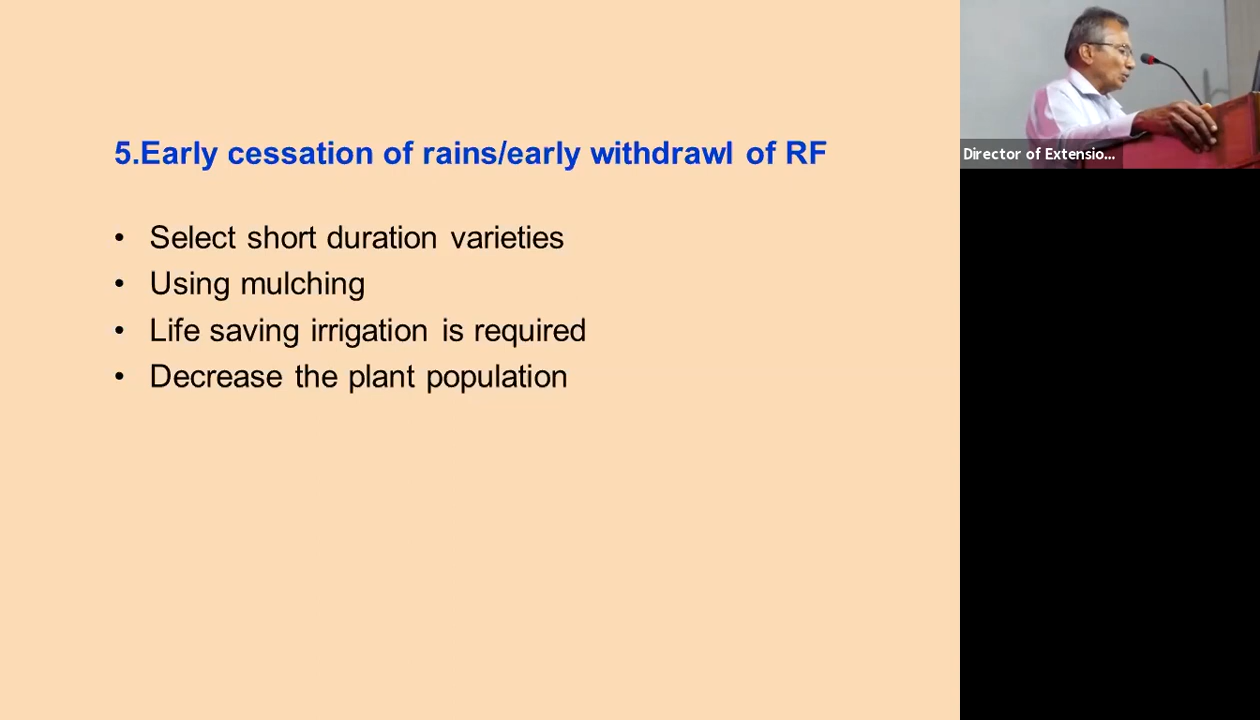 5.Early cessation of rains/early withdrawl of RF
• Select short duration varieties
• Using mulching
• Life saving irrigation is required
• Decrease the plant population
Director of Extensio...